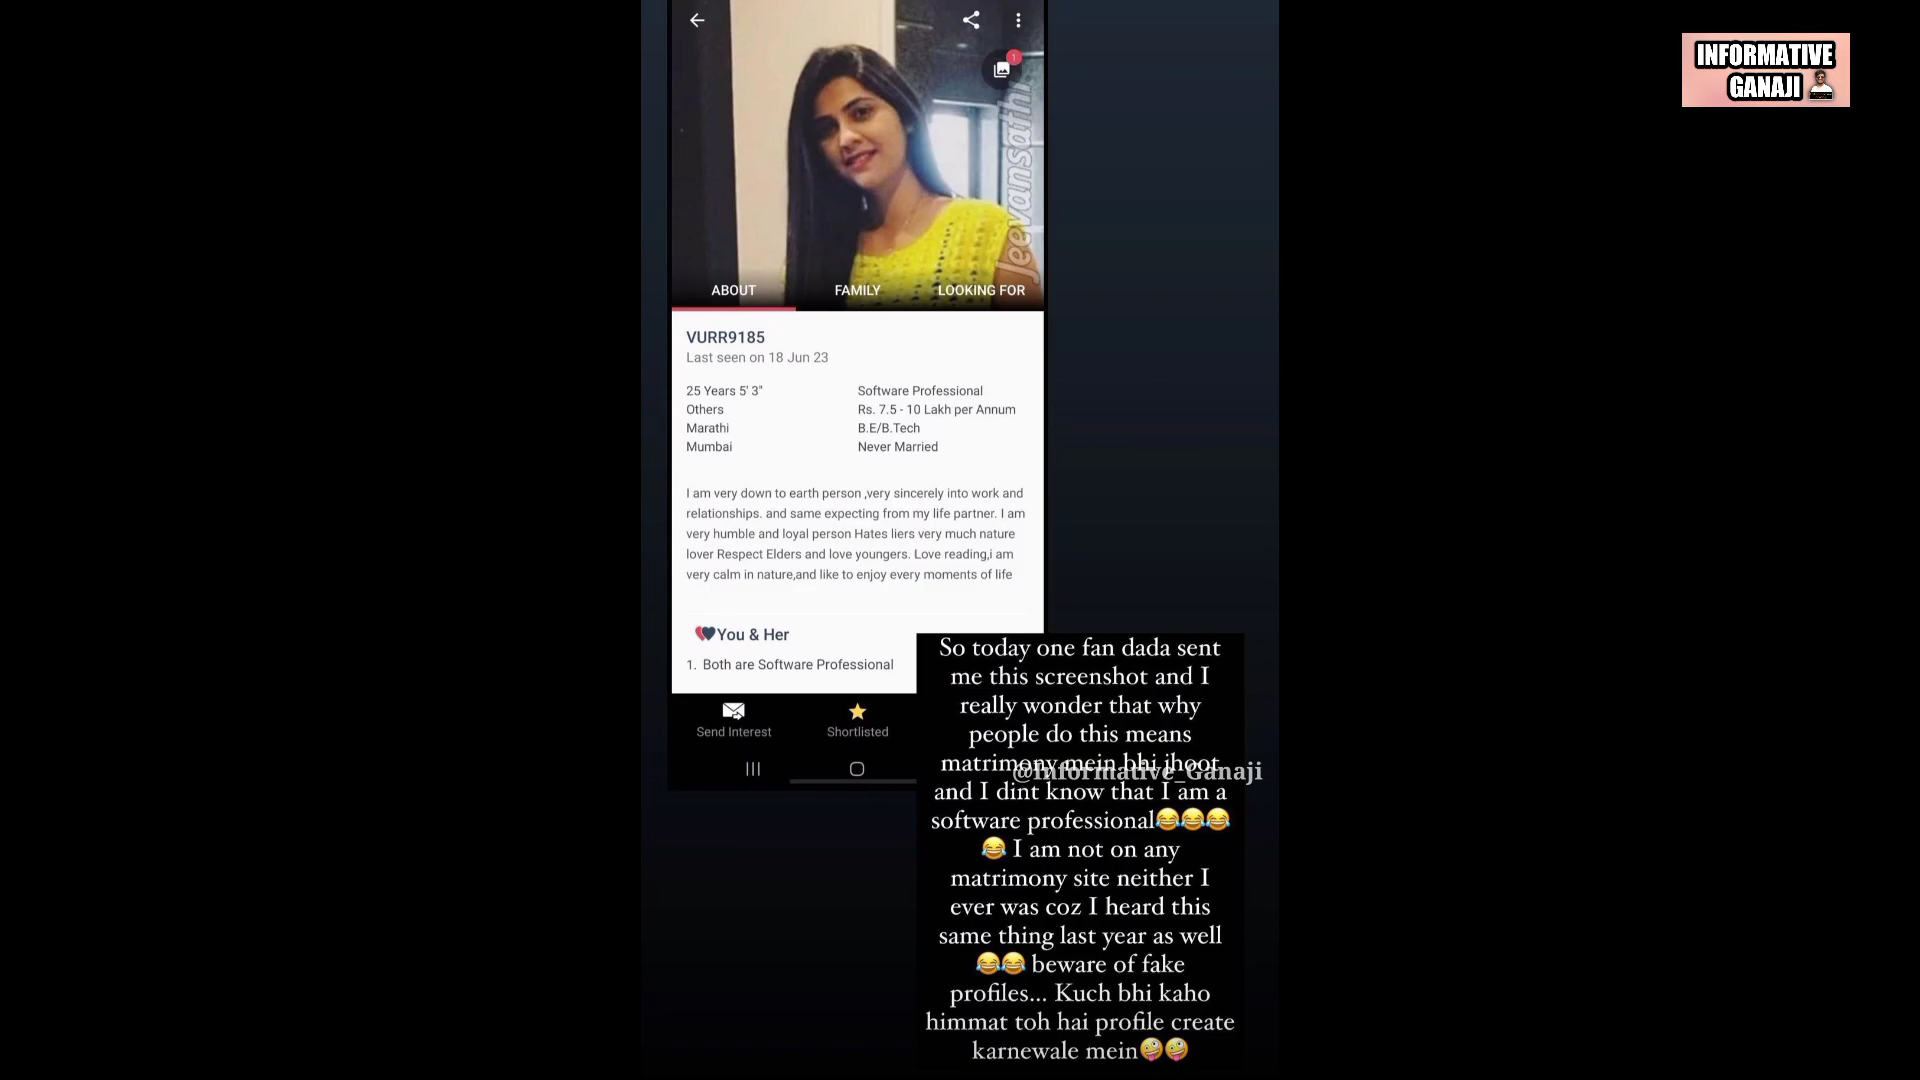 INFORMATIVE
GANAJI
1
Jeevansathi
ABOUT
FAMILY
LOOKING FOR
VURR9185
Last seen on 18 Jun 23
25 Years 5' 3"
Software Professional
Others
Rs. 7.5 - 10 Lakh per Annum
Marathi
B.E/B.Tech
Mumbai
Never Married
I am very down to earth person ,very sincerely into work and
relationships. and same expecting from my life partner. I am
very humble and loyal person Hates liers very much nature
lover Respect Elders and love youngers. Love reading,i am
very calm in nature,and like to enjoy every moments of life
You & Her
1. Both are Software Professional
Send Interest
Shortlisted
So today one fan dada sent
me this screenshot and I
really wonder that why
people do this means
matrimony mein bhi jhoot
@Informative_Ganaji
and I dint know that I am a
software professional😂😂😂
😂 I am not on any
matrimony site neither I
ever was coz I heard this
same thing last year as well
😂😂 beware of fake
profiles... Kuch bhi kaho
himmat toh hai profile create
karnewale mein🤪🤪